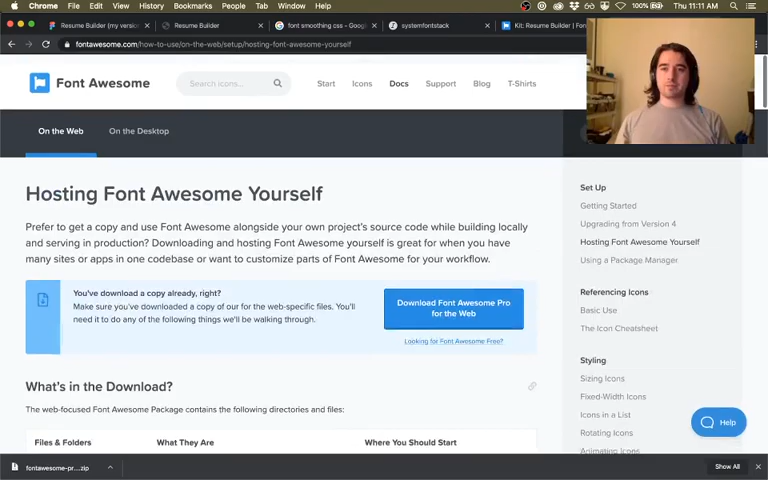 Chrome File Edit View History Bookmarks People Tab Window Help
100% Thu 11:11 AM
Resume Builder (my version
Resume Builder
font smoothing css - Goog
systemfontstack
Kit: Resume Builder | Font
fontawesome.com/how-to-use/on-the-web/setup/hosting-font-awesome-yourself
Font Awesome
Search icons...
Start Icons Docs Support Blog T-Shirts
On the Web On the Desktop
Hosting Font Awesome Yourself
Prefer to get a copy and use Font Awesome alongside your own project's source code while building locally
and serving in production? Downloading and hosting Font Awesome yourself is great for when you have
many sites or apps in one codebase or want to customize parts of Font Awesome for your workflow.
You've download a copy already, right?
Make sure you've downloaded a copy of our for the web-specific files. You'll
need it to do any of the following things we'll be walking through.
Download Font Awesome Pro
for the Web
Looking for Font Awesome Free?
What's in the Download?
The web-focused Font Awesome Package contains the following directories and files:
Files & Folders What They Are Where You Should Start
Set Up
Getting Started
Upgrading from Version 4
Hosting Font Awesome Yourself
Using a Package Manager
Referencing Icons
Basic Use
The Icon Cheatsheet
Styling
Sizing Icons
Fixed-Width Icons
Icons in a List
Rotating Icons
Animating Icons
Help
fontawesome-pr....zip
Show All